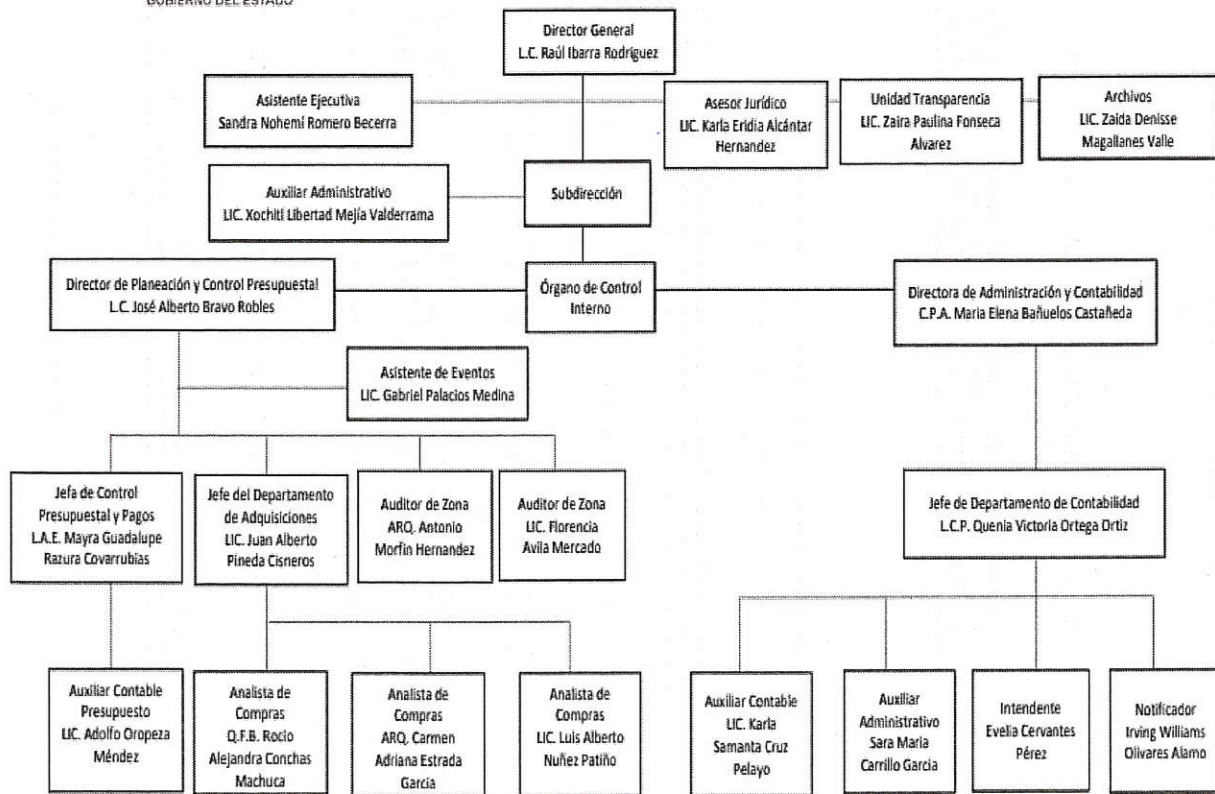 GOBIERNO DEL ESTADO
Director General
L.C. Raúl Ibarra Rodríguez
Asistente Ejecutiva
Sandra Nohemí Romero Becerra
Asesor Jurídico
LIC. Karla Eridia Alcántar
Hernandez
Unidad Transparencia
LIC. Zaira Paulina Fonseca
Alvarez
Archivos
LIC. Zaida Denisse
Magallanes Valle
Auxiliar Administrativo
LIC. Xochitl Libertad Mejía Valderrama
Subdirección
Director de Planeación y Control Presupuestal
L.C. José Alberto Bravo Robles
Órgano de Control
Interno
Directora de Administración y Contabilidad
C.P.A. Maria Elena Bañuelos Castañeda
Asistente de Eventos
LIC. Gabriel Palacios Medina
Jefa de Control
Presupuestal y Pagos
L.A.E. Mayra Guadalupe
Razura Covarrubias
Jefe del Departamento
de Adquisiciones
LIC. Juan Alberto
Pineda Cisneros
Auditor de Zona
ARQ. Antonio
Morfin Hernandez
Auditor de Zona
LIC. Florencia
Avila Mercado
Jefe de Departamento de Contabilidad
L.C.P. Quenia Victoria Ortega Ortiz
Auxiliar Contable
Presupuesto
LIC. Adolfo Oropeza
Méndez
Analista de
Compras
Q.F.B. Rocio
Alejandra Conchas
Machuca
Analista de
Compras
ARQ. Carmen
Adriana Estrada
García
Analista de
Compras
LIC. Luis Alberto
Nuñez Patiño
Auxiliar Contable
LIC. Karla
Samanta Cruz
Pelayo
Auxiliar
Administrativo
Sara Maria
Carrillo Garcia
Intendente
Evelia Cervantes
Pérez
Notificador
Irving Williams
Olivares Alamo